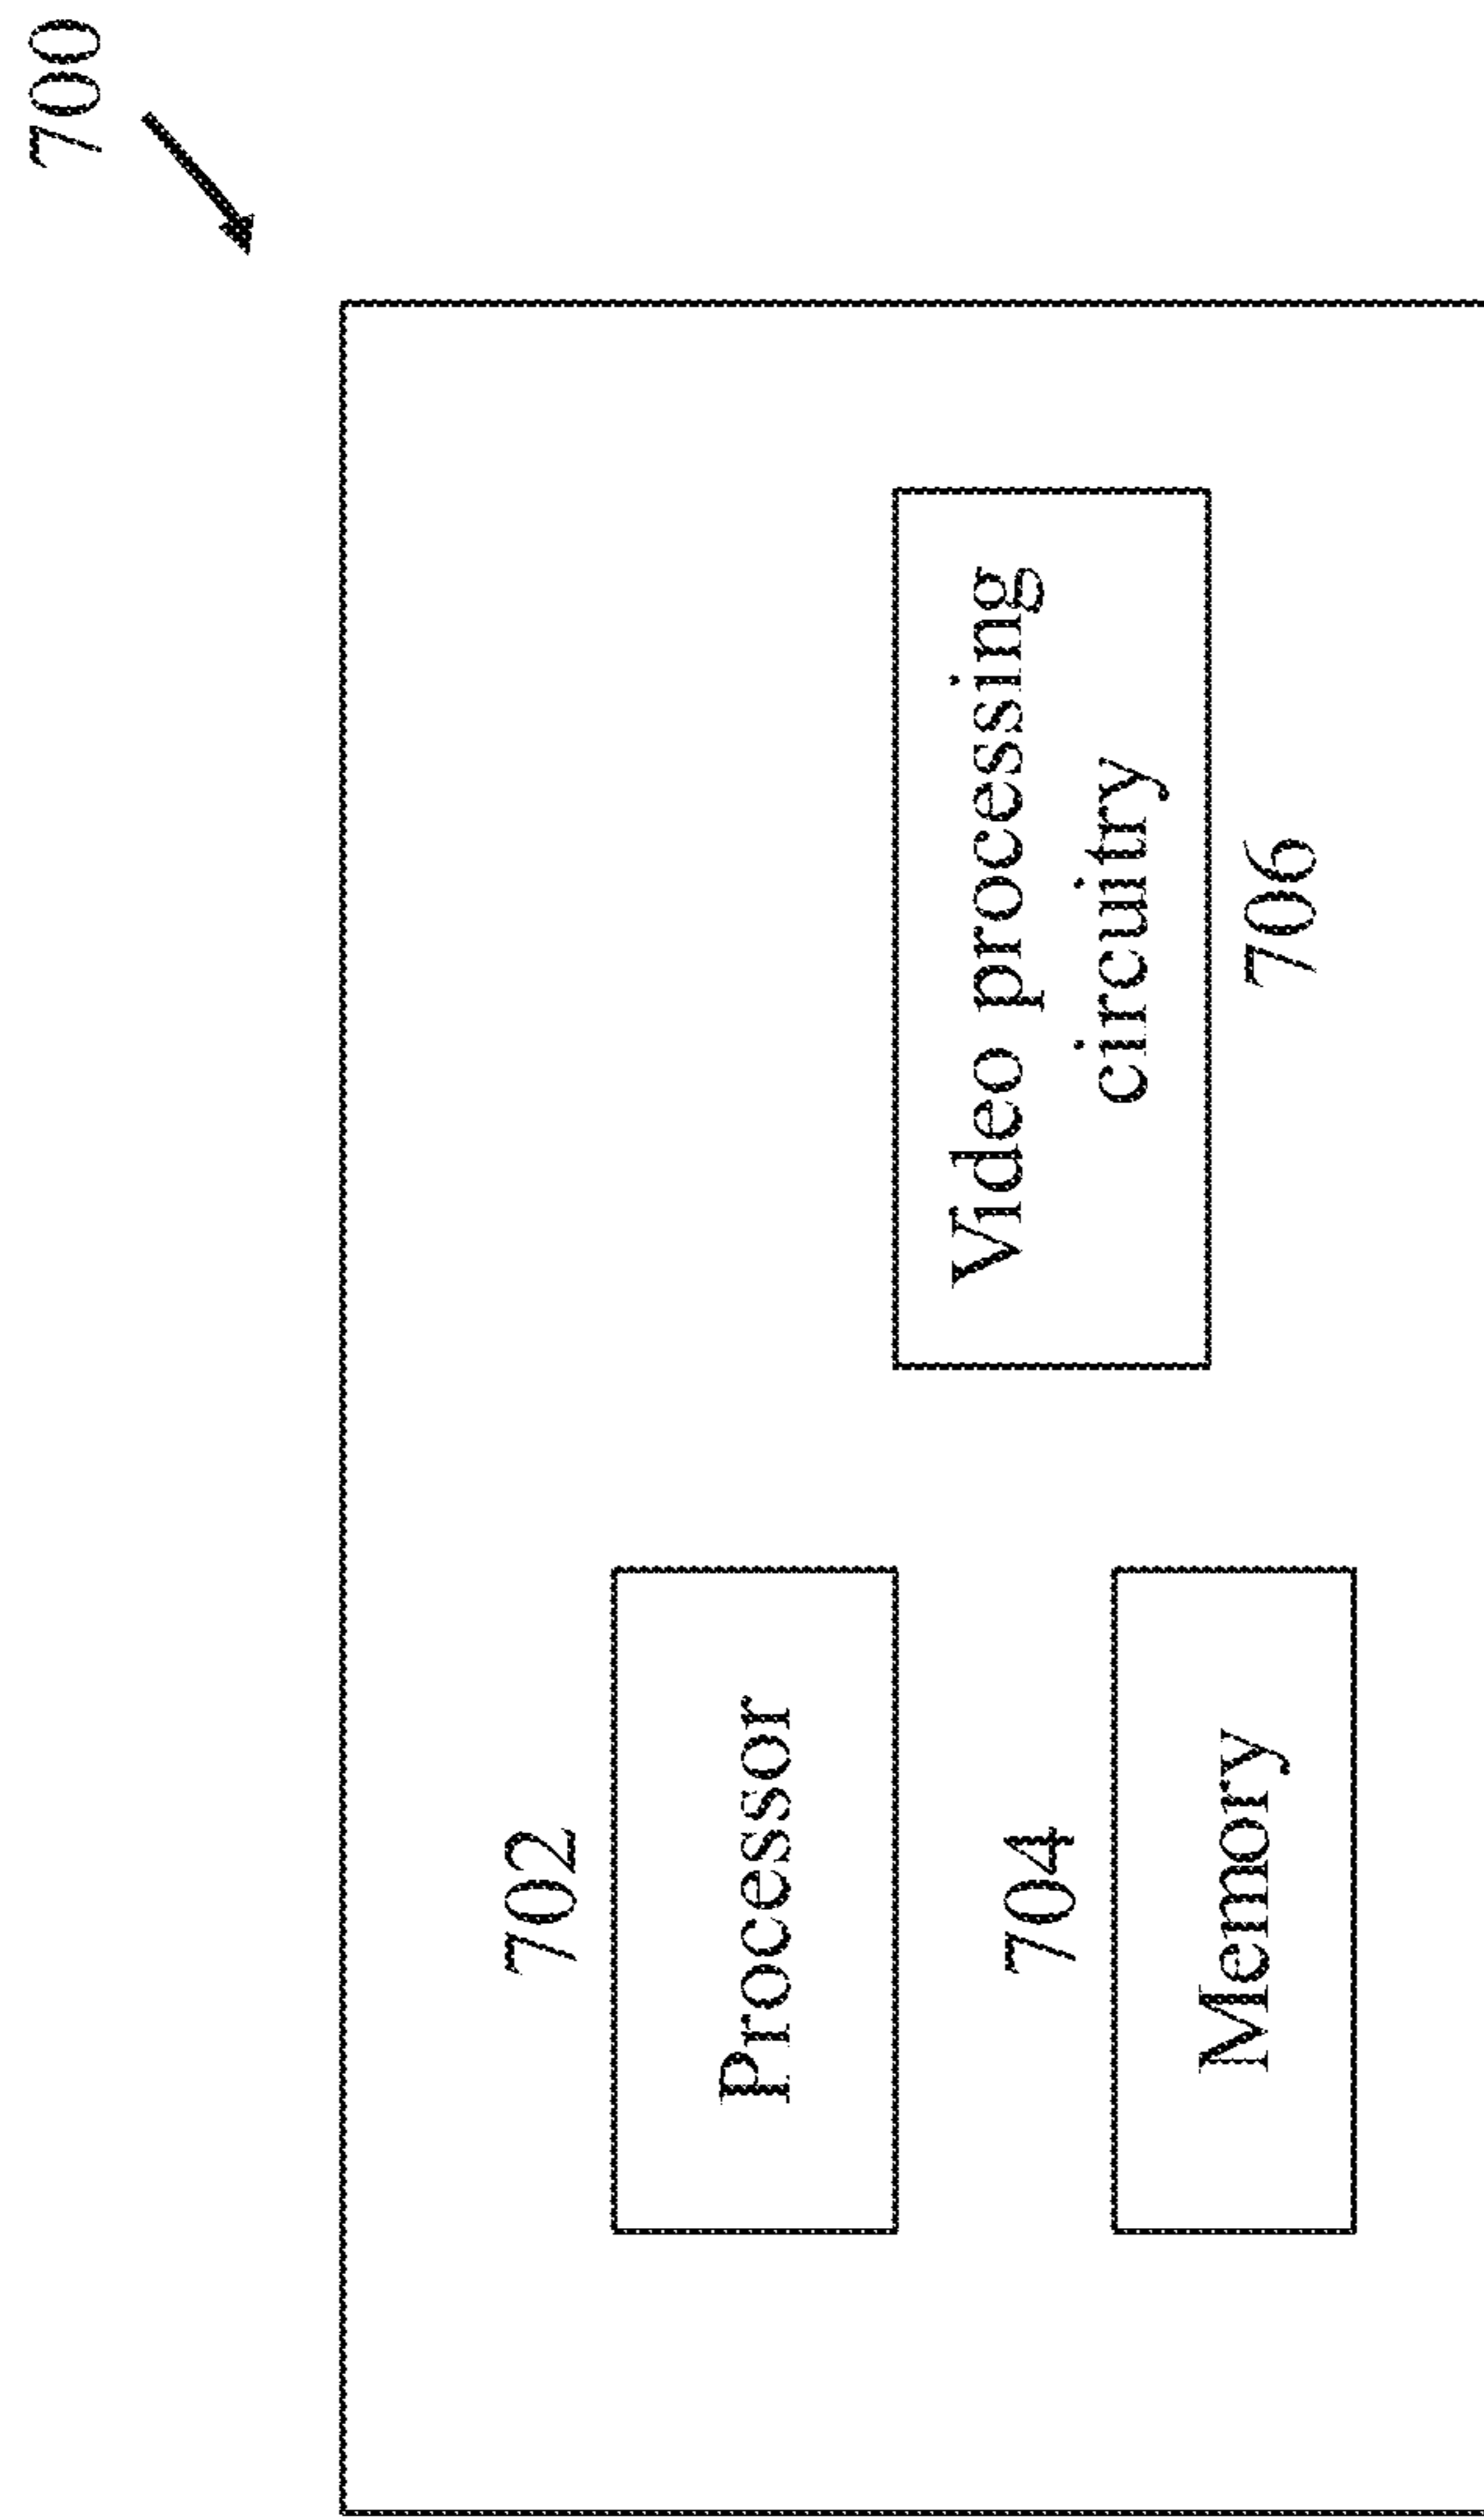 700
702
Processor
704
Memory
Video processing
circuitry
706